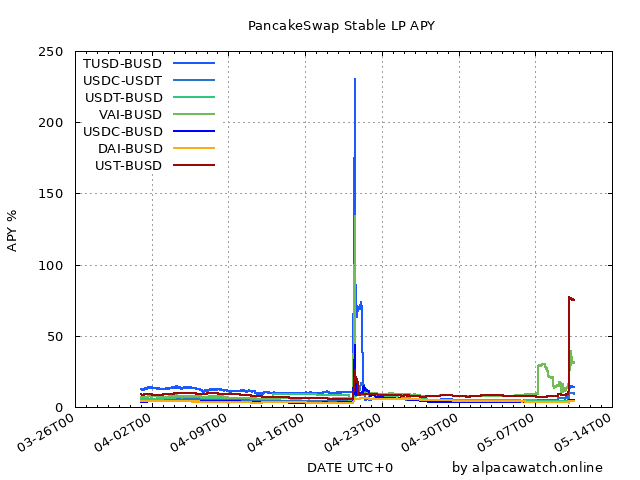 PancakeSwap Stable LP APY
250
200
150
100
50
0
APY %
TUSD-BUSD
USDC-USDT
USDT-BUSD
VAI-BUSD
USDC-BUSD
DAI-BUSD
UST-BUSD
03-26T00
04-02T00
04-09T00
04-16T00
04-23T00
04-30T00
05-07T00
05-14T00
DATE UTC+0
by alpacawatch.online